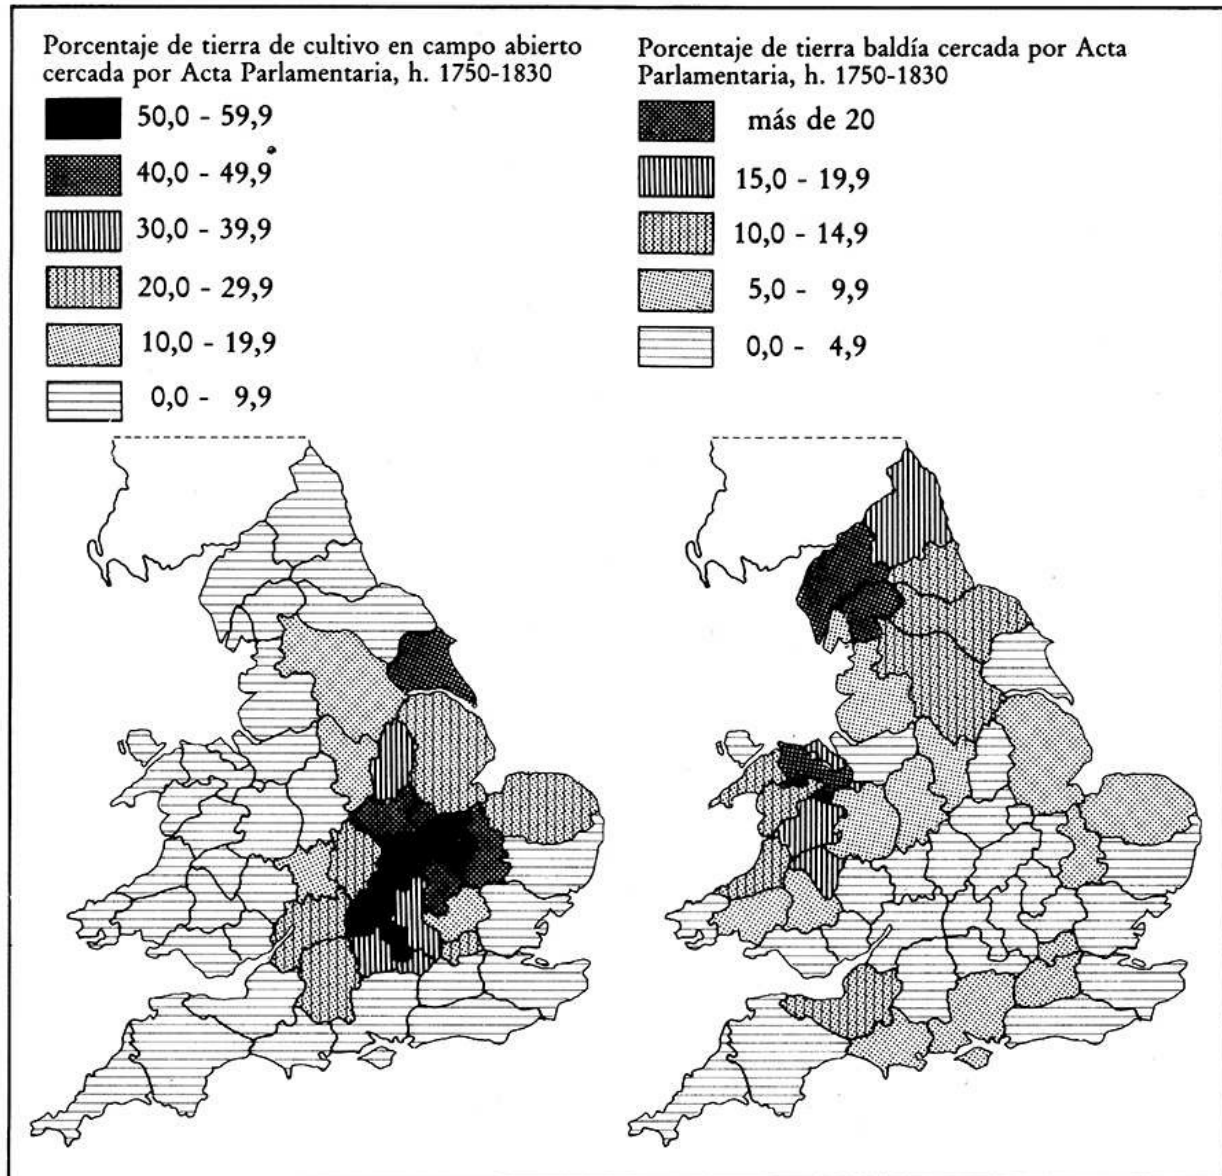 Porcentaje de tierra de cultivo en campo abierto
cercada por Acta Parlamentaria, h. 1750-1830
50,0 - 59,9
40,0 - 49,9
30,0 - 39,9
20,0 - 29,9
10,0 - 19,9
0,0 - 9,9
Porcentaje de tierra baldía cercada por Acta
Parlamentaria, h. 1750-1830
más de 20
15,0 - 19,9
10,0 - 14,9
5,0 - 9,9
0,0 - 4,9